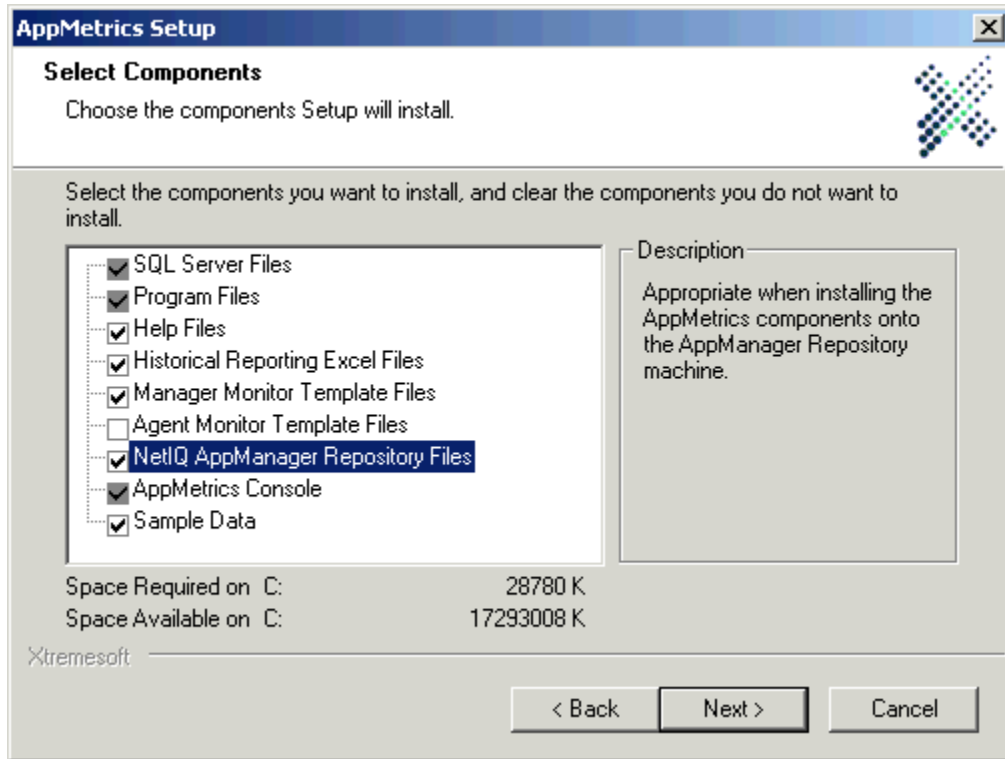 AppMetrics Setup
Select Components
Choose the components Setup will install.
Select the components you want to install, and clear the components you do not want to
install.
SQL Server Files
Program Files
Help Files
Historical Reporting Excel Files
Manager Monitor Template Files
Agent Monitor Template Files
NetIQ AppManager Repository Files
AppMetrics Console
Sample Data
Description
Appropriate when installing the
AppMetrics components onto
the AppManager Repository
machine.
Space Required on C: 28780 K
Space Available on C: 17293008 K
Xtremesoft
< Back Next > Cancel